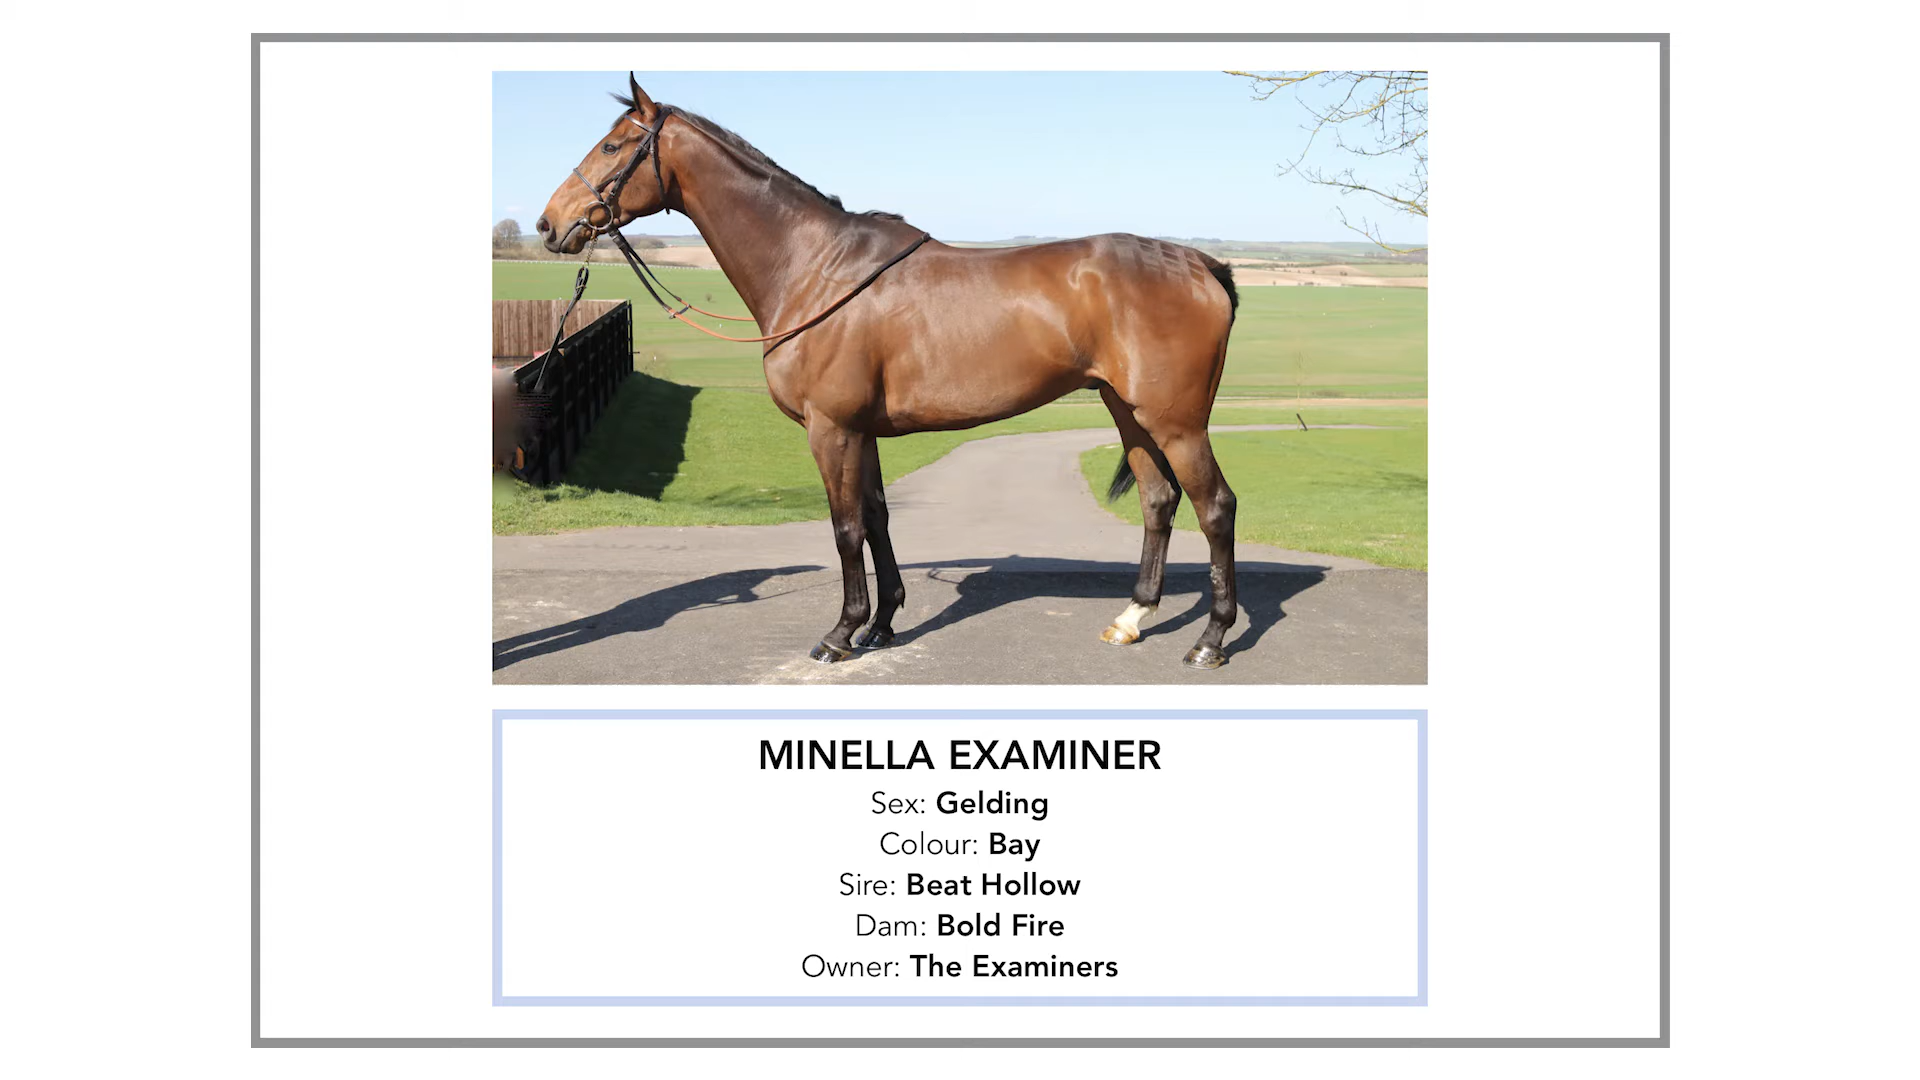 MINELLA EXAMINER
Sex: Gelding
Colour: Bay
Sire: Beat Hollow
Dam: Bold Fire
Owner: The Examiners